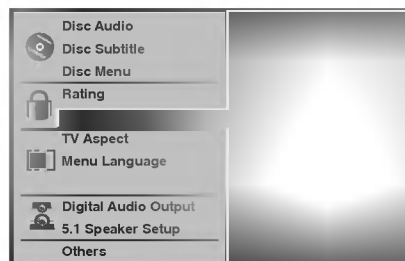 Disc Audio
Disc Subtitle
Disc Menu
Rating
TV Aspect
Menu Language
Digital Audio Output
5.1 Speaker Setup
Others